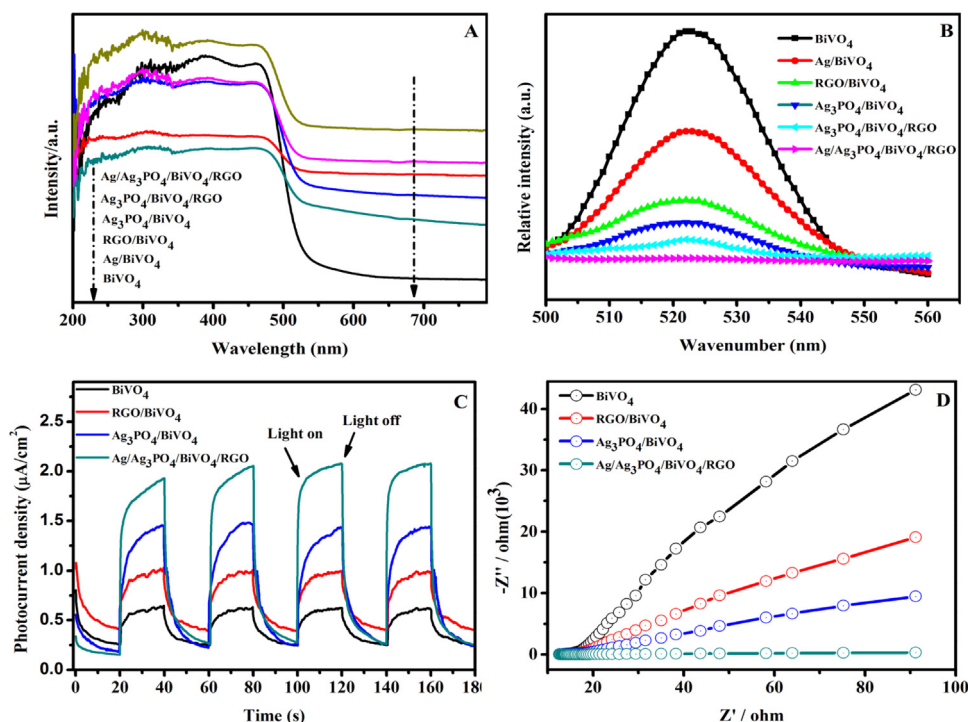 A
Intensity/a.u.
Ag/Ag₃PO₄/BiVO₄/RGO
Ag₃PO₄/BiVO₄/RGO
Ag₃PO₄/BiVO₄
RGO/BiVO₄
Ag/BiVO₄
BiVO₄
200 300 400 500 600 700
Wavelength (nm)
B
Relative intensity (a.u.)
BiVO₄
Ag/BiVO₄
RGO/BiVO₄
Ag₃PO₄/BiVO₄
Ag₃PO₄/BiVO₄/RGO
Ag/Ag₃PO₄/BiVO₄/RGO
500 510 520 530 540 550 560
Wavenumber (nm)
C
Photocurrent density (µA/cm²)
2.5
2.0
1.5
1.0
0.5
0.0
BiVO₄
RGO/BiVO₄
Ag₃PO₄/BiVO₄
Ag/Ag₃PO₄/BiVO₄/RGO
Light on
Light off
0 20 40 60 80 100 120 140 160 180
Time (s)
D
-Z'' / ohm(10³)
40
30
20
10
0
BiVO₄
RGO/BiVO₄
Ag₃PO₄/BiVO₄
Ag/Ag₃PO₄/BiVO₄/RGO
20 40 60 80 100
Z' / ohm